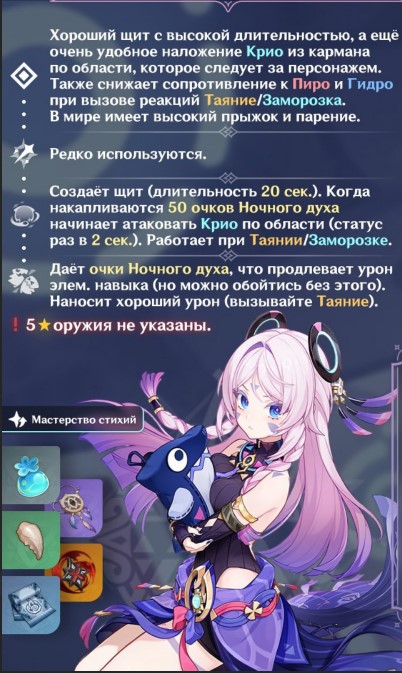 Хороший щит с высокой длительностью, а ещё
очень удобное наложение Крио из кармана
по области, которое следует за персонажем.
Также снижает сопротивление к Пиро и Гидро
при вызове реакций Таяние/Заморозка.
В мире имеет высокий прыжок и парение.
Редко используются.
Создаёт щит (длительность 20 сек.). Когда
накапливаются 50 очков Ночного духа
начинает атаковать Крио по области (статус
раз в 2 сек.). Работает при Таянии/Заморозке.
Даёт очки Ночного духа, что продлевает урон
элем. навыка (но можно обойтись без этого).
Наносит хороший урон (вызывайте Таяние).
! 5★оружия не указаны.
Мастерство стихий